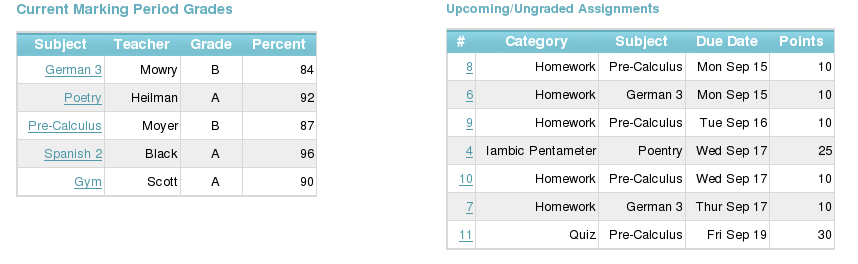 Current Marking Period Grades
Subject Teacher Grade Percent
German 3 Mowry B 84
Poetry Heilman A 92
Pre-Calculus Moyer B 87
Spanish 2 Black A 96
Gym Scott A 90
Upcoming/Ungraded Assignments
# Category Subject Due Date Points
8 Homework Pre-Calculus Mon Sep 15 10
6 Homework German 3 Mon Sep 15 10
9 Homework Pre-Calculus Tue Sep 16 10
4 Iambic Pentameter Poentry Wed Sep 17 25
10 Homework Pre-Calculus Wed Sep 17 10
7 Homework German 3 Thur Sep 17 10
11 Quiz Pre-Calculus Fri Sep 19 30